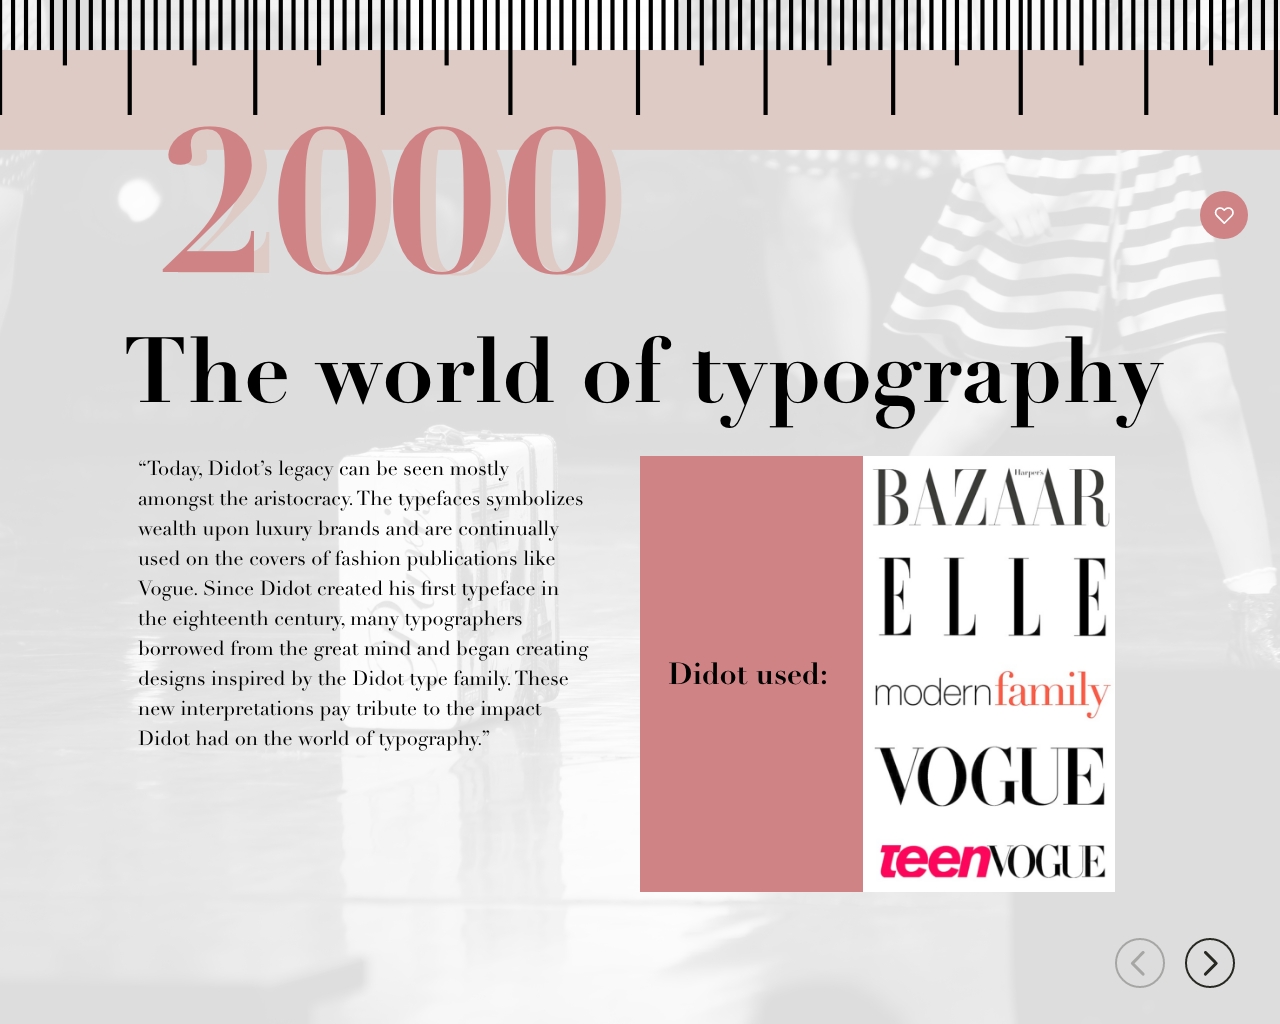 2000
The world of typography
“Today, Didot’s legacy can be seen mostly
amongst the aristocracy. The typefaces symbolizes
wealth upon luxury brands and are continually
used on the covers of fashion publications like
Vogue. Since Didot created his first typeface in
the eighteenth century, many typographers
borrowed from the great mind and began creating
designs inspired by the Didot type family. These
new interpretations pay tribute to the impact
Didot had on the world of typography.”
Didot used:
Harper's
BAZAAR
ELLE
modernfamily
VOGUE
teenVOGUE